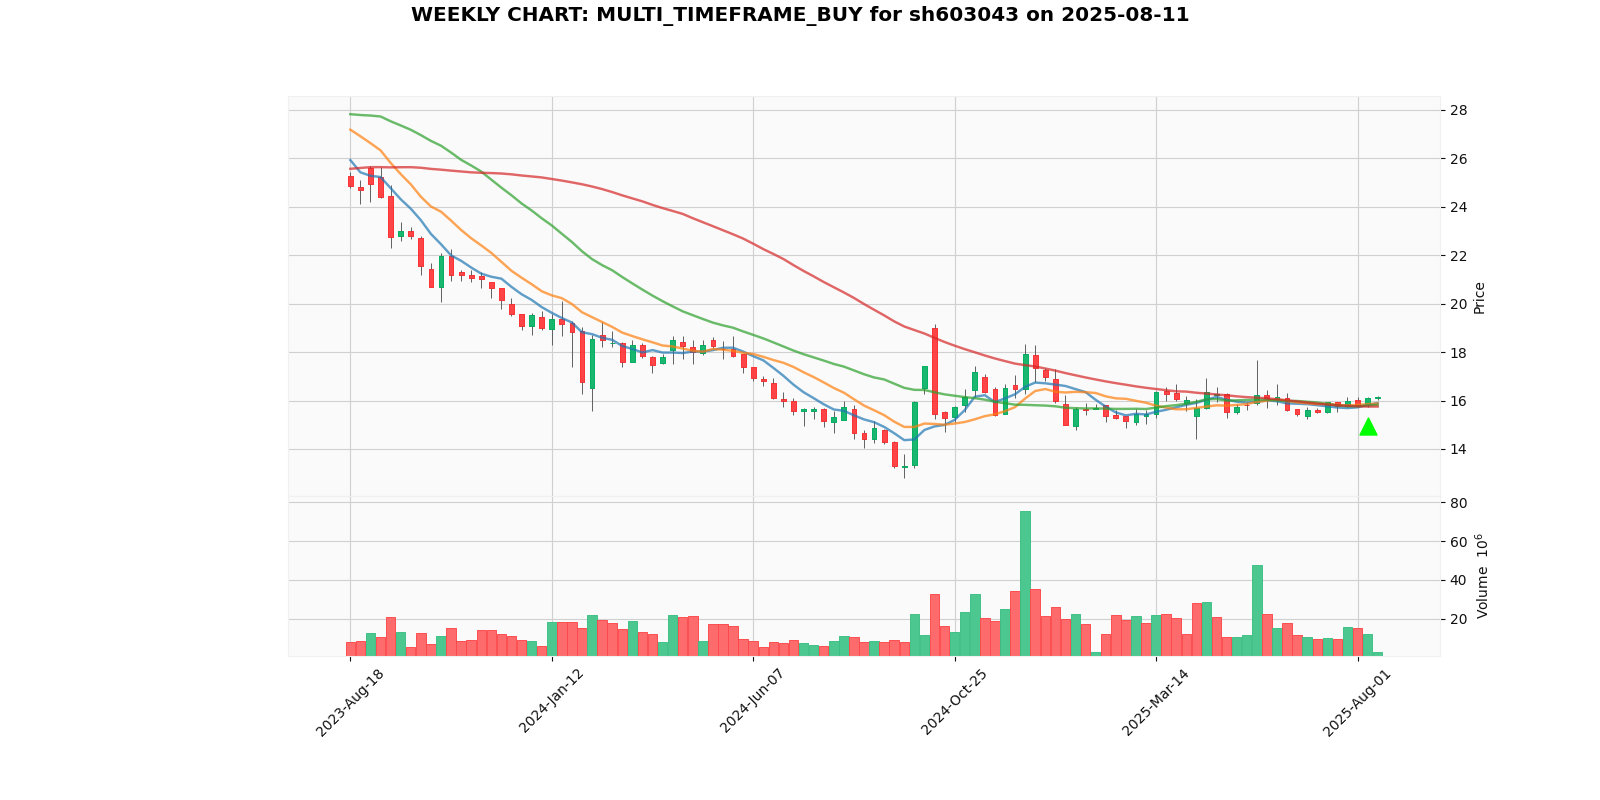 WEEKLY CHART: MULTI_TIMEFRAME_BUY for sh603043 on 2025-08-11
28
26
24
22
20
18
16
14
Price
80
60
40
20
Volume 10⁶
2023-Aug-18
2024-Jan-12
2024-Jun-07
2024-Oct-25
2025-Mar-14
2025-Aug-01